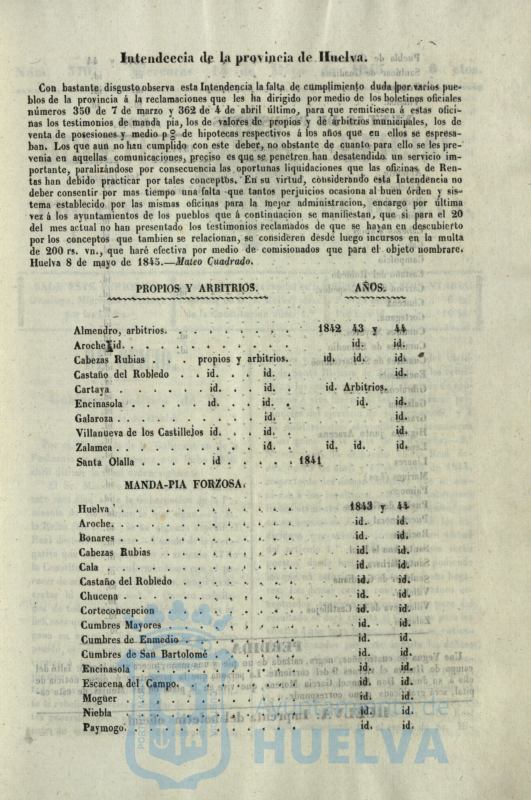 Intendcecia de la provincia de Huelva.
Con bastante disgusto observa esta Intendencia la falta de cumplimiento dada por varios pue-
blos de la provincia á la reclamaciones que les ha dirigido por medio de los boletines oficiales
números 350 de 7 de marzo y 362 de 4 de abril último, para que remitiesen á estas ofici-
nas los testimonios de manda pia, los de valores de propios y de arbitrios municipales, los de
venta de posesiones y medio p℅ de hipotecas respectivos á los años que en ellos se espresa-
ban. Los que aun no han cumplido con este deber, no obstante de cuanto para ello se les pre-
venia en aquellas comunicaciones, preciso es que se penetren han desatendido un servicio im-
portante, paralizándose por consecuencia las oportunas liquidaciones que las oficinas de Ren-
tas han debido practicar por tales conceptos. En su virtud, considerando esta Intendencia no
deber consentir por mas tiempo una falta que tantos perjuicios ocasiona al buen órden y sis-
tema establecido por las mismas oficinas para la mejor administracion, encargo por última
vez á los ayuntamientos de los pueblos que á continuacion se manifiestan, que si para el 20
del mes actual no han presentado los testimonios reclamados de que se hayan en descubierto
por los conceptos que tambien se relacionan, se consideren desde luego incursos en la multa
de 200 rs. vn., que haré efectiva por medio de comisionados que para el objeto nombrare.
Huelva 8 de mayo de 1845.—Mateo Cuadrado.
PROPIOS Y ARBITRIOS. AÑOS.
Almendro, arbitrios. . . . . . . . . . 1842 43 y 44
Aroche id. . . . . . . . . . . . id. id.
Cabezas Rubias . . . propios y arbitrios. id. id. id.
Castaño del Robledo . . id. . . id. . id.
Cartaya . . . . . . . id. . . id. . id. Arbitrios.
Encinasola . . . . . id. . . id. . id. id.
Galaroza . . . . . . . . . . id. . id.
Villanueva de los Castillejos id. . . id. . id.
Zalamea . . . . . . . . . . id. . id. id. id.
Santa Olalla . . . . . id . . . . . 1841
MANDA-PIA FORZOSA.
Huelva . . . . . . . . . . . 1843 y 44
Aroche. . . . . . . . . . . . id. id.
Bonares . . . . . . . . . . . id. id.
Cabezas Rubias . . . . . . . . . id. id.
Cala . . . . . . . . . . . . id. id.
Castaño del Robledo . . . . . . . . id. id.
Chucena . . . . . . . . . . . id. id.
Corteconcepcion . . . . . . . . . id. id.
Cumbres Mayores . . . . . . . . . id. id.
Cumbres de Enmedio . . . . . . . . id. id.
Cumbres de San Bartolomé . . . . . . id. id.
Encinasola . . . . . . . . . . id. id.
Escacena del Campo. . . . . . . . . id. id.
Moguer . . . . . . . . . . . id. id.
Niebla . . . . . . . . . . . id. id.
Paymogo. . . . . . . . . . . id. id.
Ayuntamiento de
HUELVA